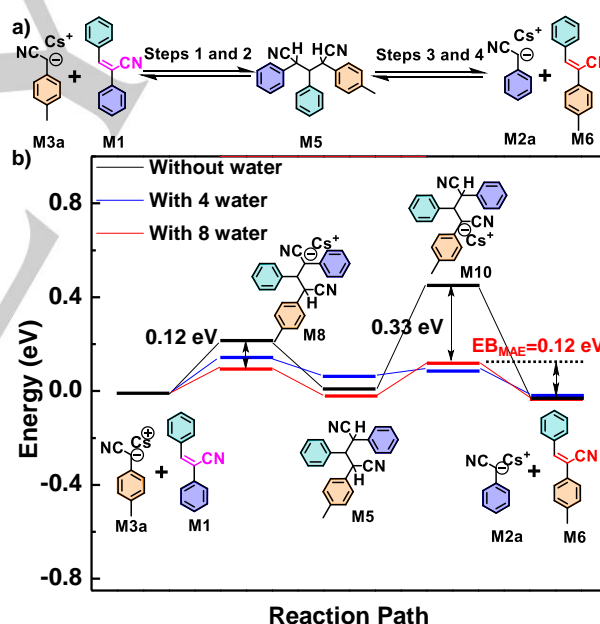 a)
Cs+
NC
−
+
CN
M3a
M1
Steps 1 and 2
NC H H CN
M5
Steps 3 and 4
Cs+
NC
−
+
M2a
M6
b)
Without water
With 4 water
With 8 water
0.8
0.4
0.0
-0.4
-0.8
Energy (eV)
Reaction Path
0.12 eV
NC Cs+
−
CN
H
M8
0.33 eV
NC H
CN
−
Cs+
M10
EBMAE=0.12 eV
NC Cs+
−
+
CN
M3a
M1
NC H
CN
H
M5
Cs+
NC
−
+
CN
M2a
M6